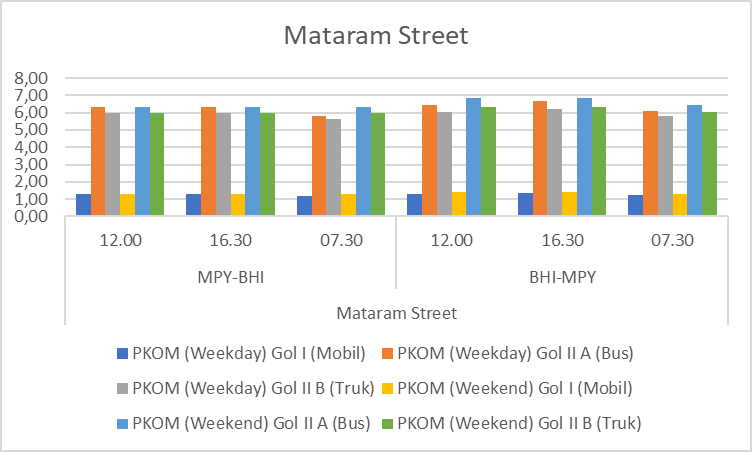 Mataram Street
8,00
7,00
6,00
5,00
4,00
3,00
2,00
1,00
0,00
12.00 16.30 07.30 12.00 16.30 07.30
MPY-BHI BHI-MPY
Mataram Street
PKOM (Weekday) Gol I (Mobil) PKOM (Weekday) Gol II A (Bus)
PKOM (Weekday) Gol II B (Truk) PKOM (Weekend) Gol I (Mobil)
PKOM (Weekend) Gol II A (Bus) PKOM (Weekend) Gol II B (Truk)